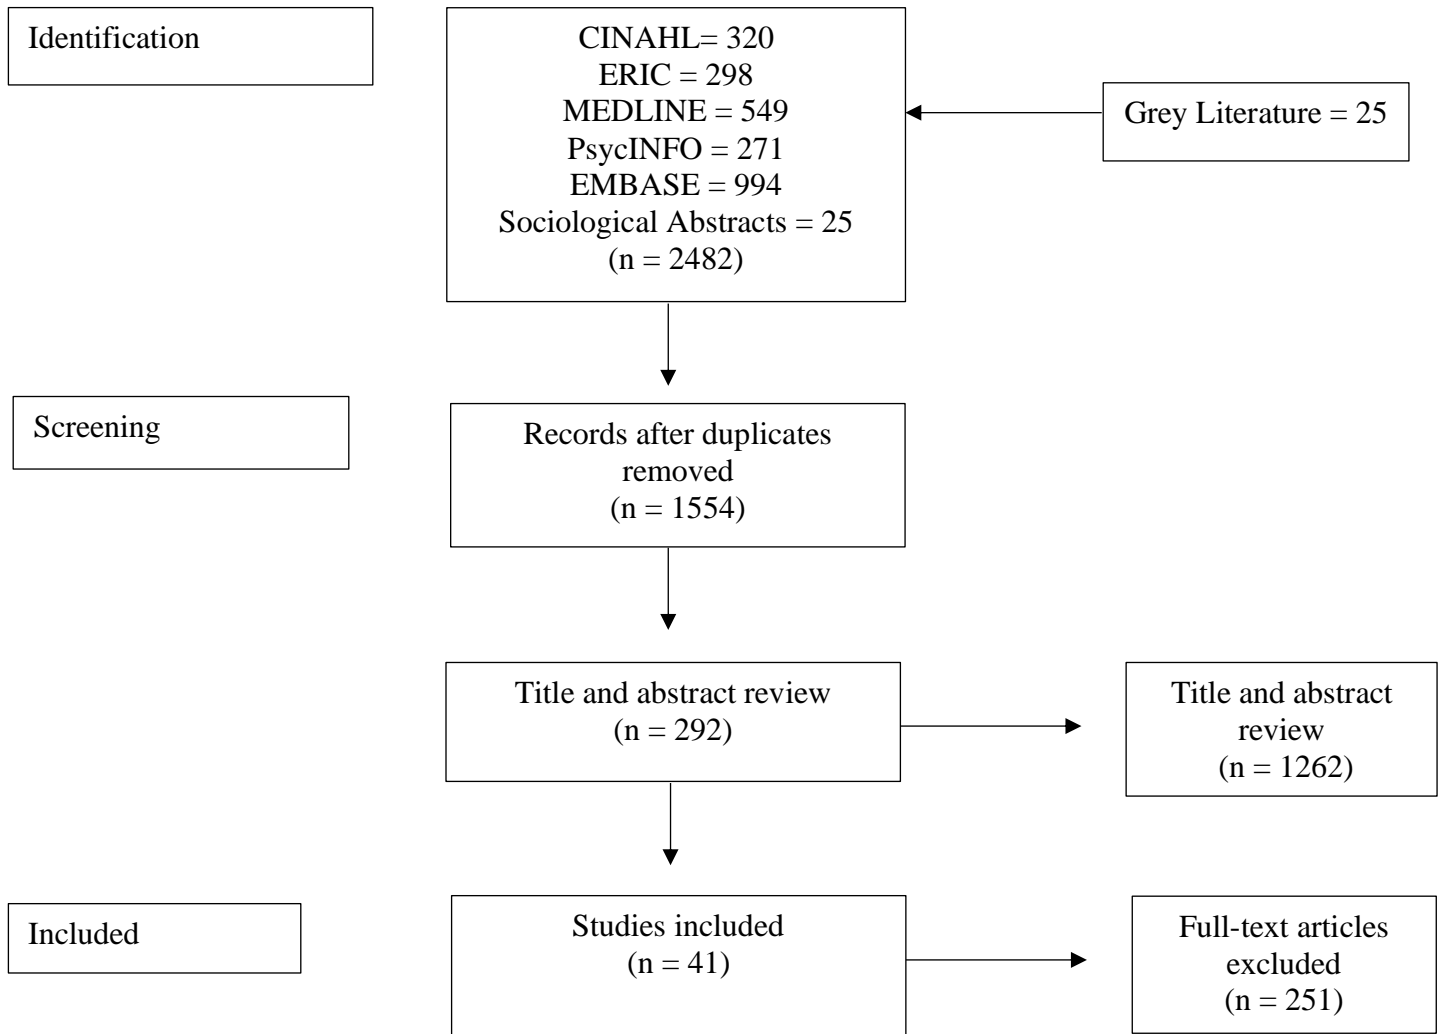 Identification
CINAHL= 320
ERIC = 298
MEDLINE = 549
PsycINFO = 271
EMBASE = 994
Sociological Abstracts = 25
(n = 2482)
Grey Literature = 25
Screening
Records after duplicates
removed
(n = 1554)
Title and abstract review
(n = 292)
Title and abstract
review
(n = 1262)
Included
Studies included
(n = 41)
Full-text articles
excluded
(n = 251)